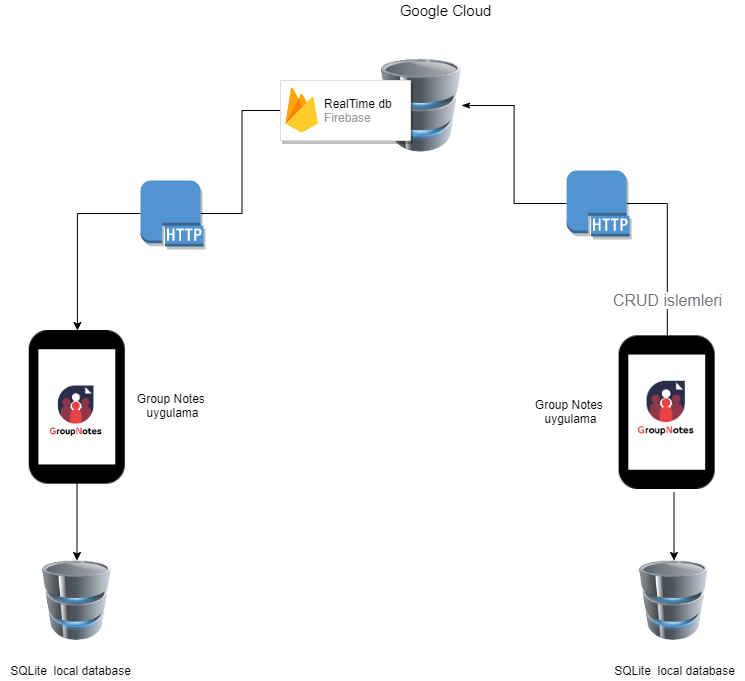 Google Cloud
RealTime db
Firebase
HTTP
HTTP
CRUD islemleri
GroupNotes
Group Notes
uygulama
Group Notes
uygulama
GroupNotes
SQLite  local database
SQLite  local database